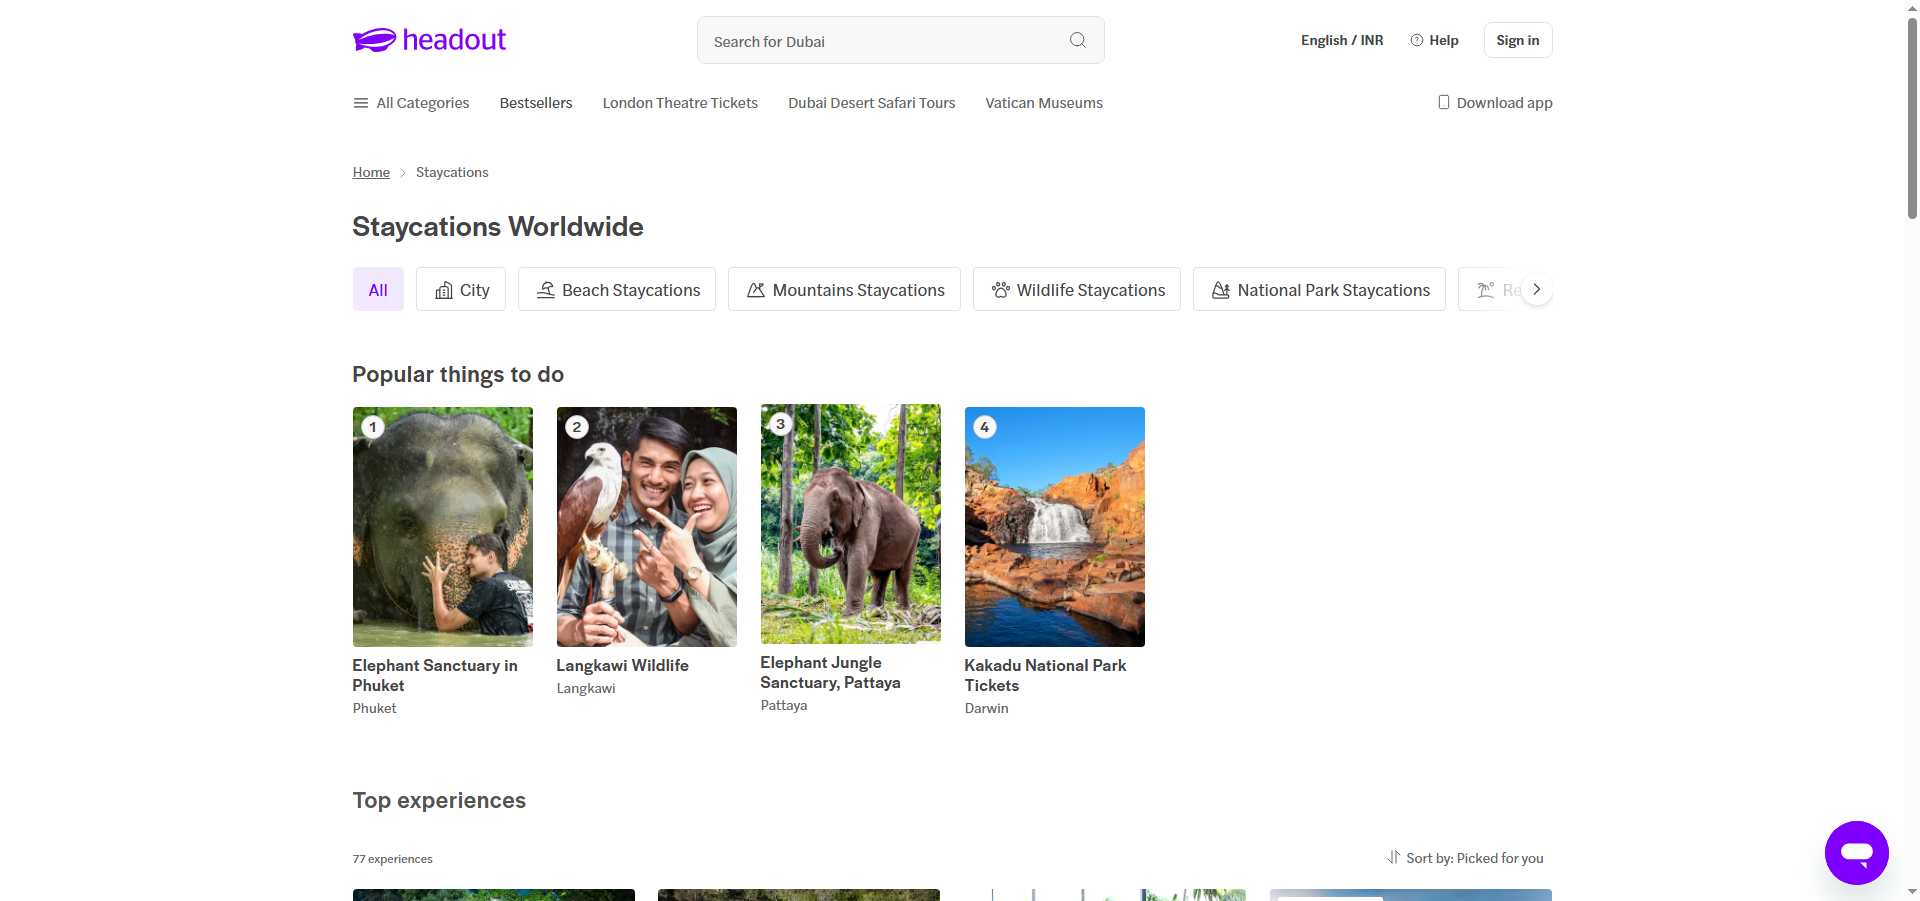 headout
Search for Dubai
English / INR
Help
Sign in
All Categories
Bestsellers
London Theatre Tickets
Dubai Desert Safari Tours
Vatican Museums
Download app
Home
Staycations
Staycations Worldwide
All
City
Beach Staycations
Mountains Staycations
Wildlife Staycations
National Park Staycations
Popular things to do
1
2
3
4
Elephant Sanctuary in
Phuket
Phuket
Langkawi Wildlife
Langkawi
Elephant Jungle
Sanctuary, Pattaya
Pattaya
Kakadu National Park
Tickets
Darwin
Top experiences
77 experiences
Sort by: Picked for you